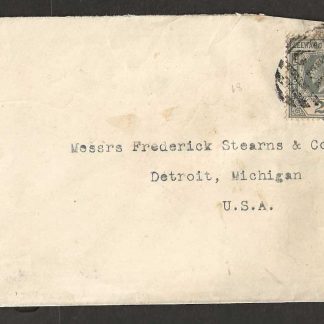 Messrs Frederick Stearns & Co
Detroit, Michigan
U.S.A.